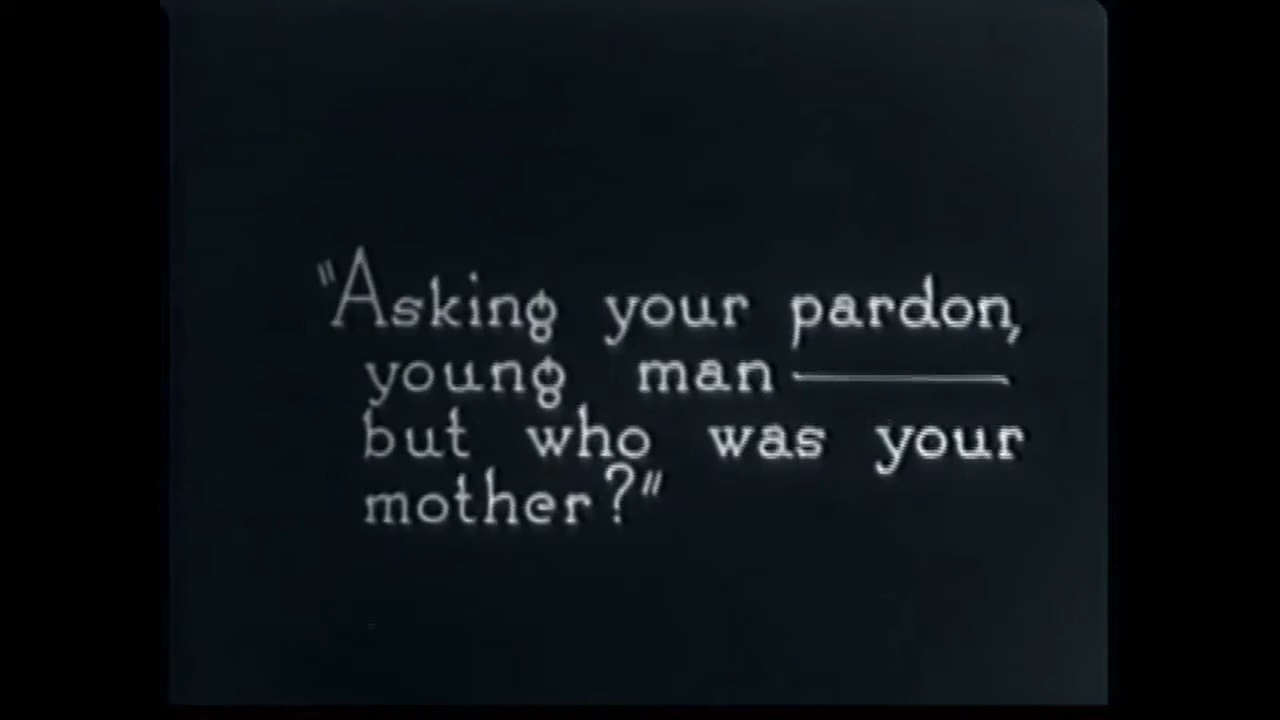 "Asking your pardon,
young man ———
but who was your
mother?"